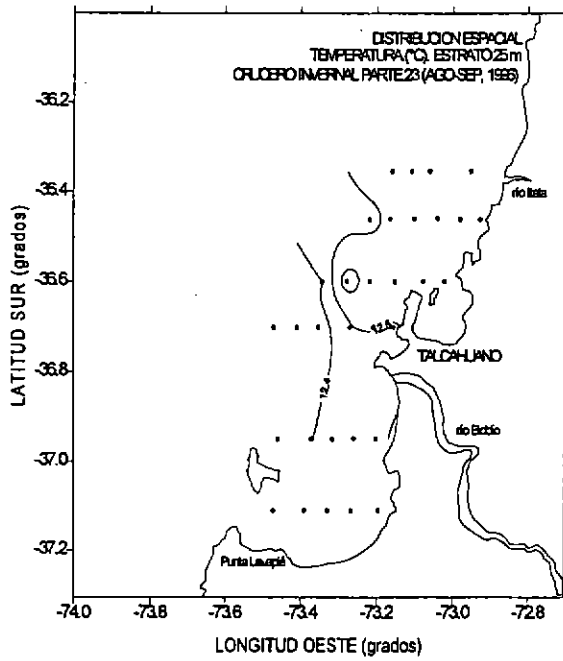 DISTRIBUCION ESPACIAL
TEMPERATURA (°C). ESTRATO 25 m
CRUCERO INVERNAL PARTE 2/3 (AGO-SEP, 1996)
-36.2
-36.4
-36.6
-36.8
-37.0
-37.2
LATITUD SUR (grados)
río Itata
12.6
TALCAHUANO
12.4
río Biobío
Punta Lavapié
-74.0 -73.8 -73.6 -73.4 -73.2 -73.0 -72.8
LONGITUD OESTE (grados)